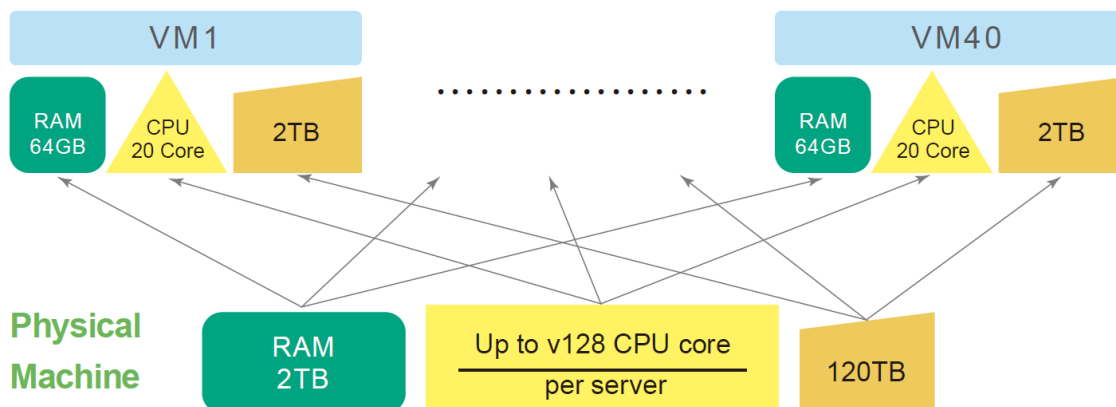 VM1
VM40
RAM
64GB
CPU
20 Core
2TB
RAM
64GB
CPU
20 Core
2TB
Physical
Machine
RAM
2TB
Up to v128 CPU core
per server
120TB